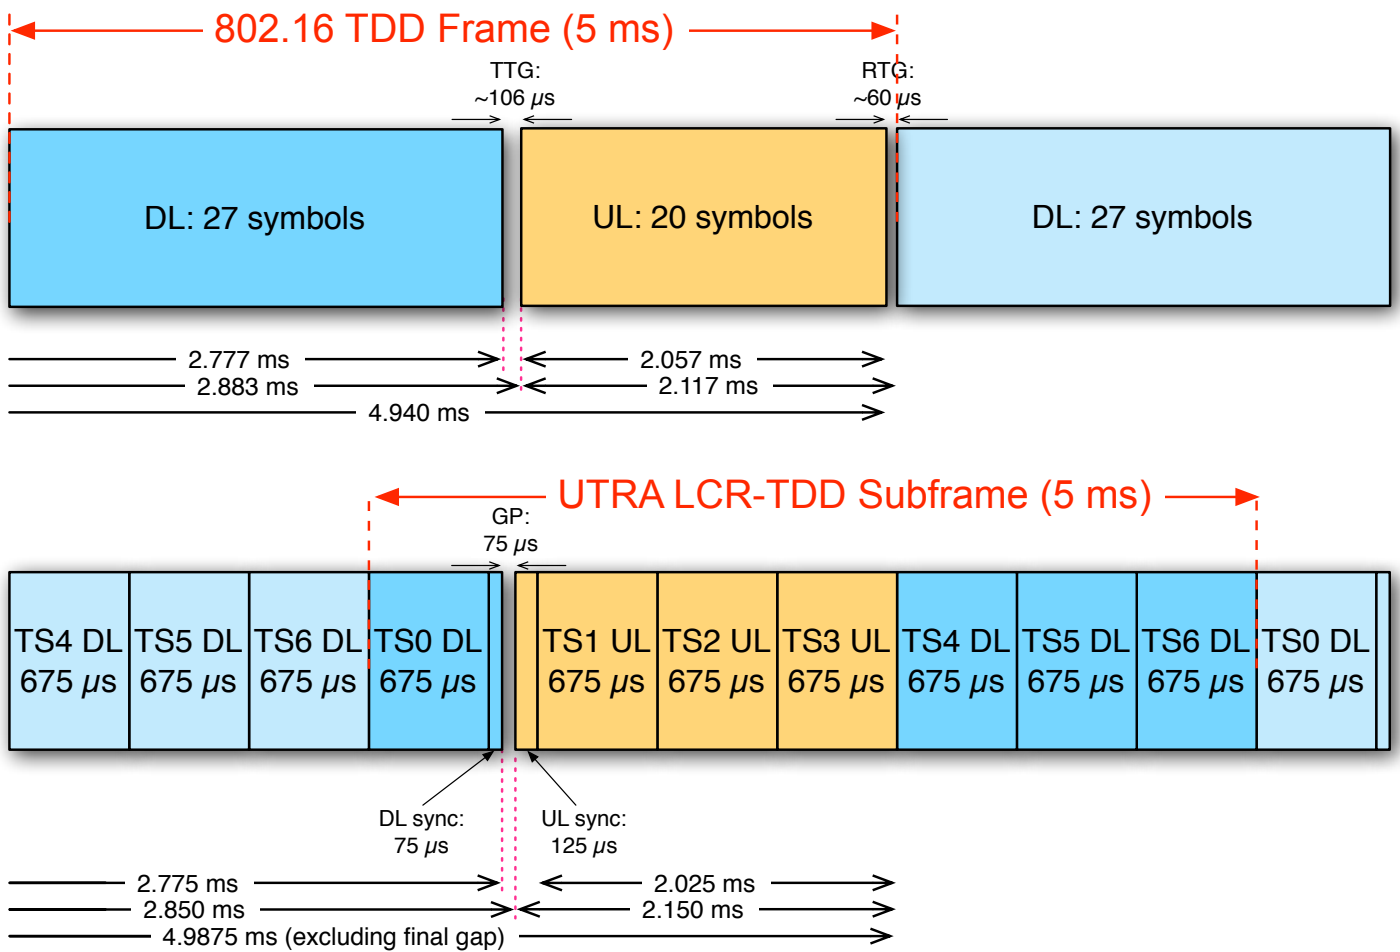 802.16 TDD Frame (5 ms)
TTG:
~106 µs
RTG:
~60 µs
DL: 27 symbols
UL: 20 symbols
DL: 27 symbols
2.777 ms
2.057 ms
2.883 ms
2.117 ms
4.940 ms
UTRA LCR-TDD Subframe (5 ms)
GP:
75 µs
TS4 DL
675 µs
TS5 DL
675 µs
TS6 DL
675 µs
TS0 DL
675 µs
TS1 UL
675 µs
TS2 UL
675 µs
TS3 UL
675 µs
TS4 DL
675 µs
TS5 DL
675 µs
TS6 DL
675 µs
TS0 DL
675 µs
DL sync:
75 µs
UL sync:
125 µs
2.775 ms
2.025 ms
2.850 ms
2.150 ms
4.9875 ms (excluding final gap)